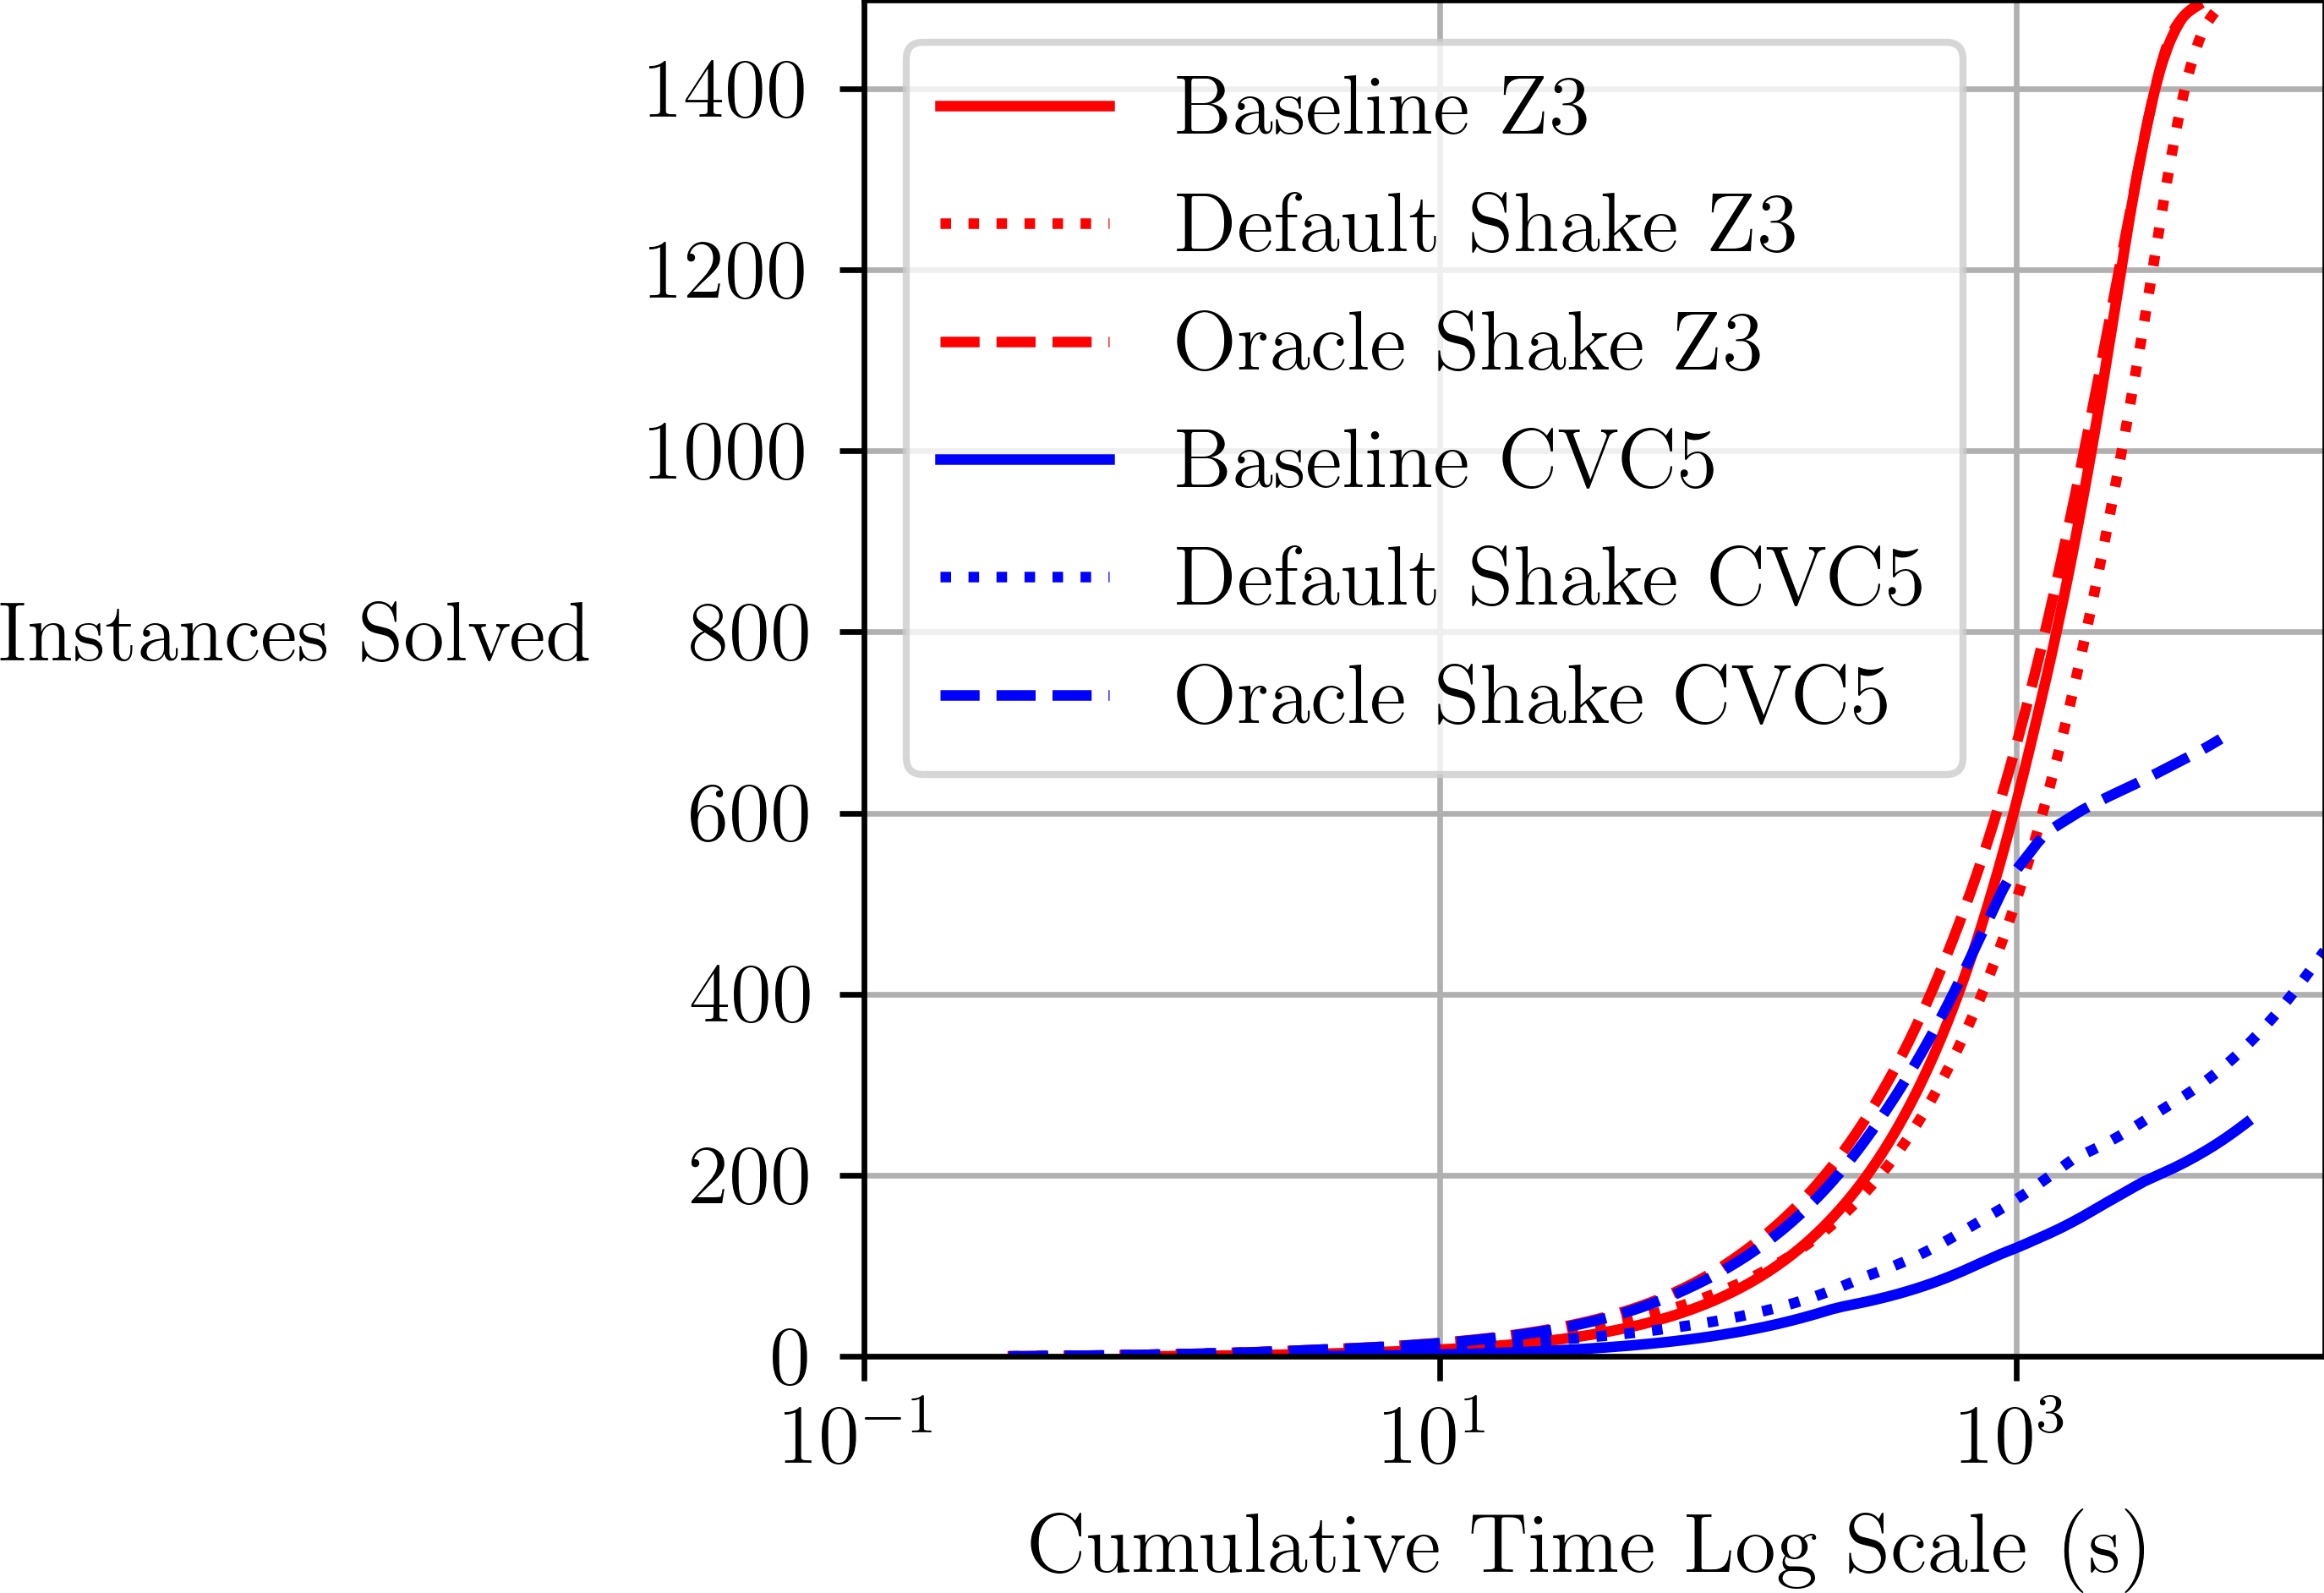 1400
1200
1000
800
600
400
200
0
Instances Solved
Baseline Z3
Default Shake Z3
Oracle Shake Z3
Baseline CVC5
Default Shake CVC5
Oracle Shake CVC5
10⁻¹ 10¹ 10³
Cumulative Time Log Scale (s)